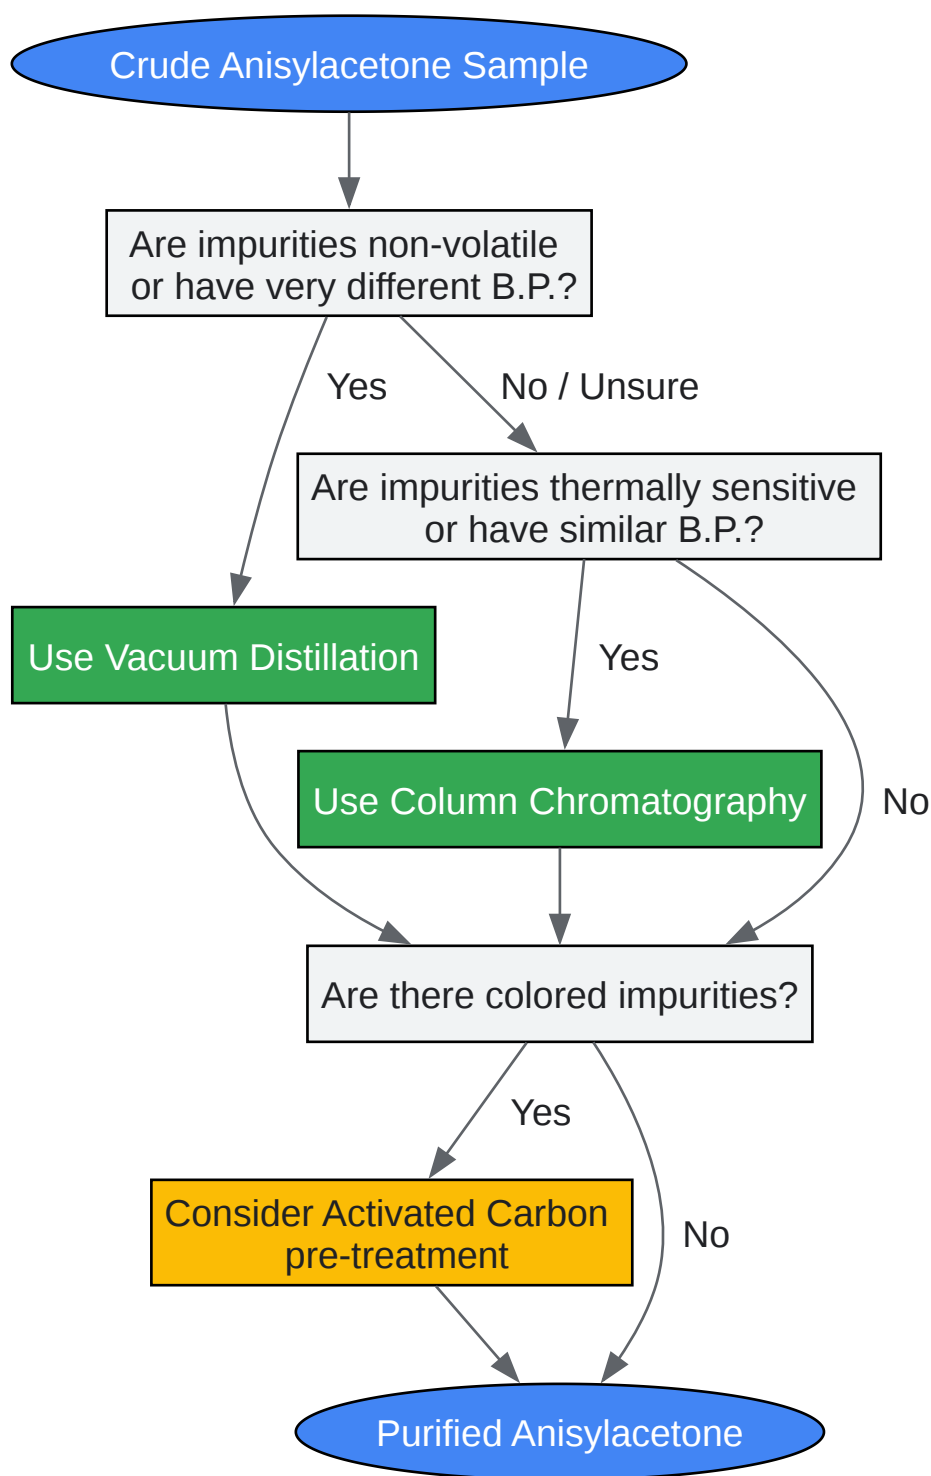 Crude Anisylacetone Sample
Are impurities non-volatile
or have very different B.P.?
Yes
No / Unsure
Are impurities thermally sensitive
or have similar B.P.?
Use Vacuum Distillation
Yes
Use Column Chromatography
No
Are there colored impurities?
Yes
Consider Activated Carbon
pre-treatment
No
Purified Anisylacetone